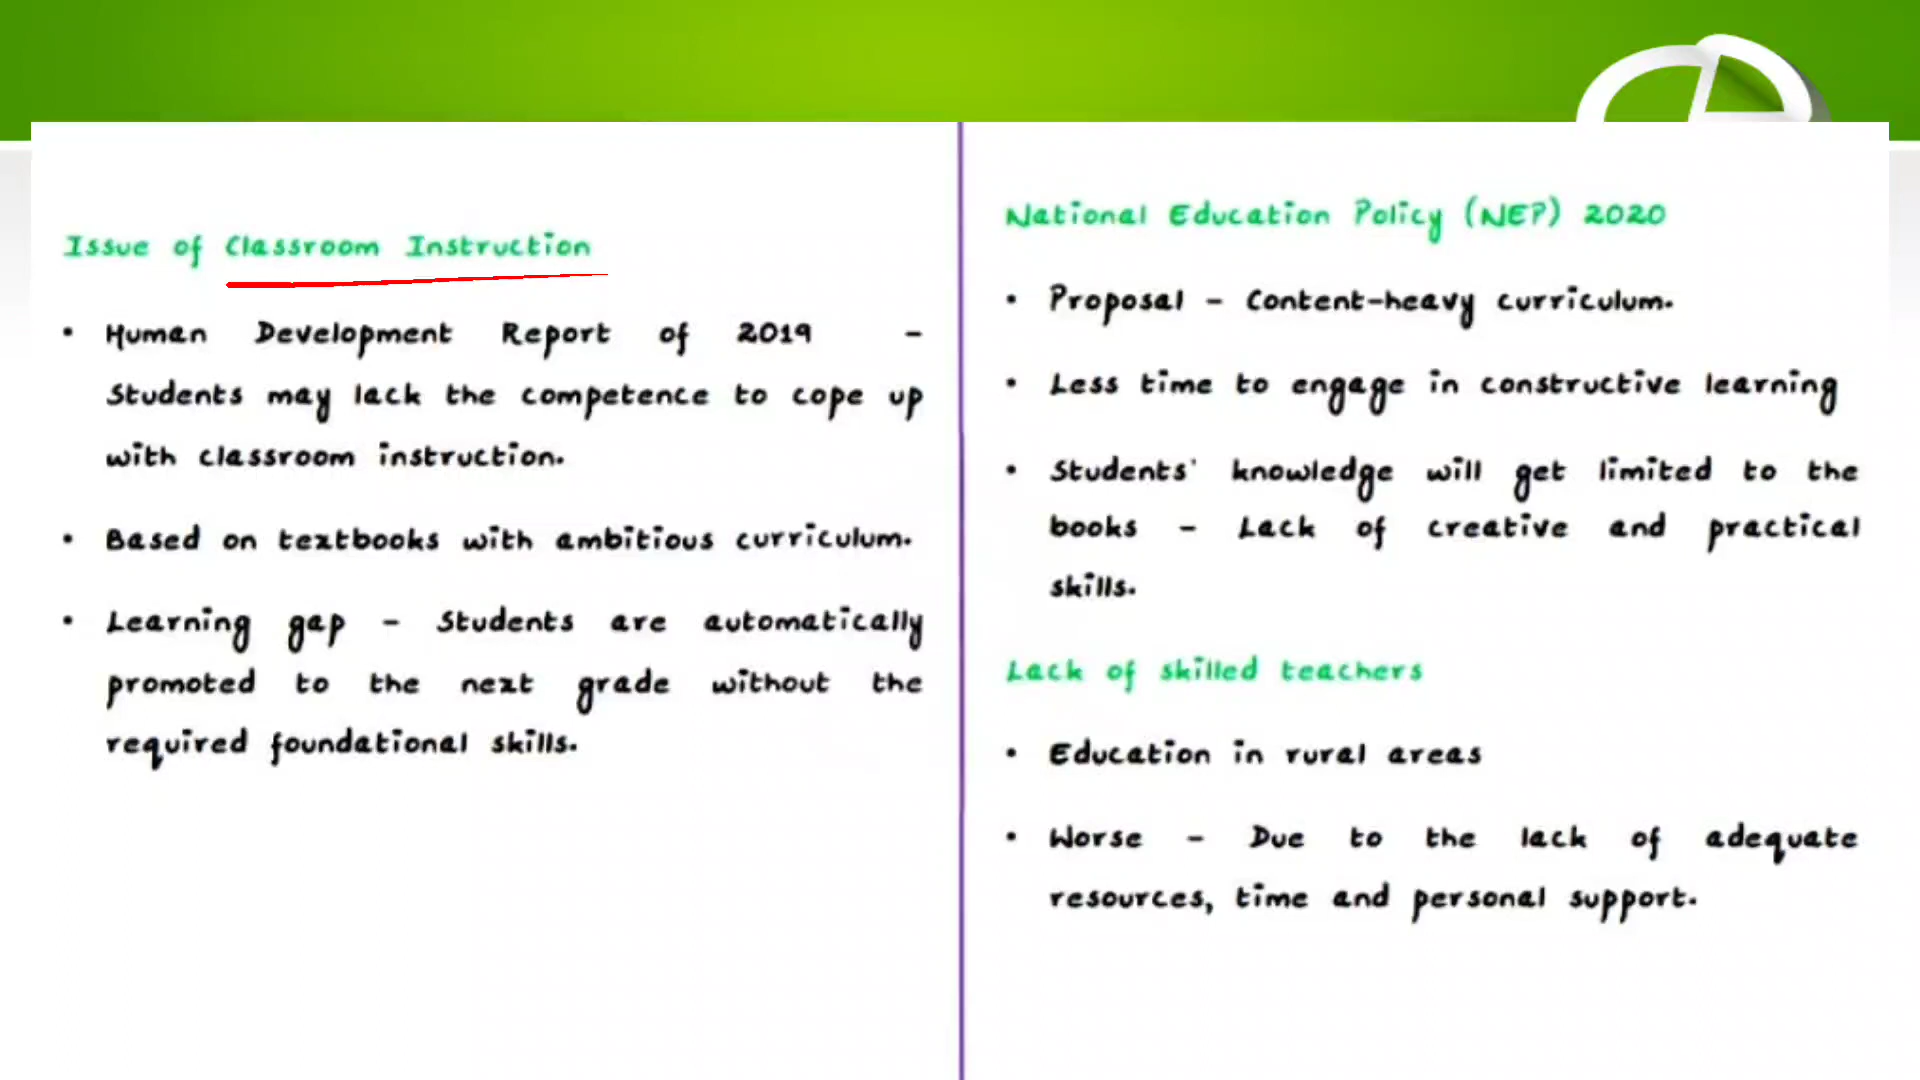 Issue of Classroom Instruction
• Human Development Report of 2019 –
Students may lack the competence to cope up
with classroom instruction.
• Based on textbooks with ambitious curriculum.
• Learning gap – Students are automatically
promoted to the next grade without the
required foundational skills.
National Education Policy (NEP) 2020
• Proposal – Content-heavy curriculum.
• Less time to engage in constructive learning
• Students' knowledge will get limited to the
books – Lack of creative and practical
skills.
Lack of skilled teachers
• Education in rural areas
• Worse – Due to the lack of adequate
resources, time and personal support.